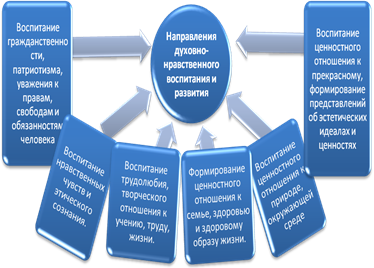 Воспитание
гражданственно
сти,
патриотизма,
уважения к
правам,
свободам и
обязанностям
человека
Направления
духовно-
нравственного
воспитания и
развития
Воспитание
ценностного
отношения к
прекрасному,
формирование
представлений
об эстетических
идеалах и
ценностях
Воспитание
нравственных
чувств и
этического
сознания.
Воспитание
трудолюбия,
творческого
отношения к
учению, труду,
жизни.
Формирование
ценностного
отношения к
семье, здоровью
и здоровому
образу жизни.
Воспитание
ценностного
отношения к
природе,
окружающей
среде